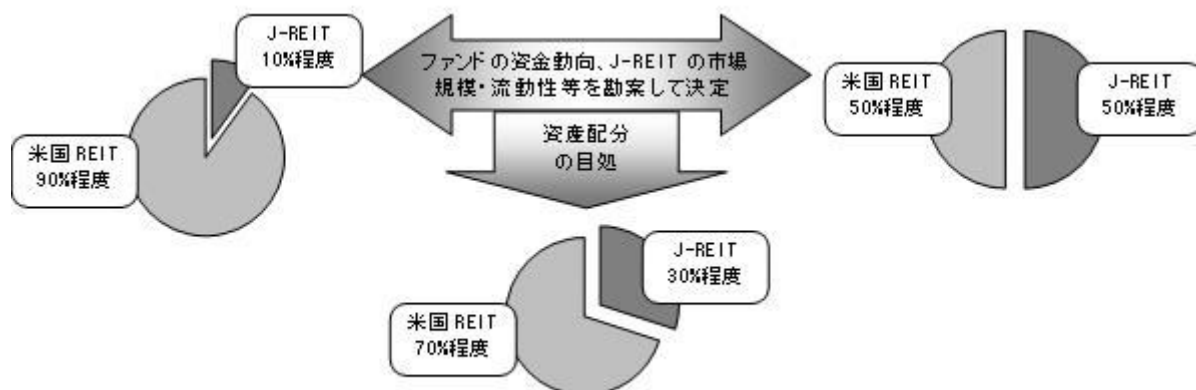 J-REIT
10%程度
米国REIT
90%程度
ファンドの資金動向、J-REITの市場
規模・流動性等を勘案して決定
資産配分
の目処
米国REIT
50%程度
J-REIT
50%程度
J-REIT
30%程度
米国REIT
70%程度